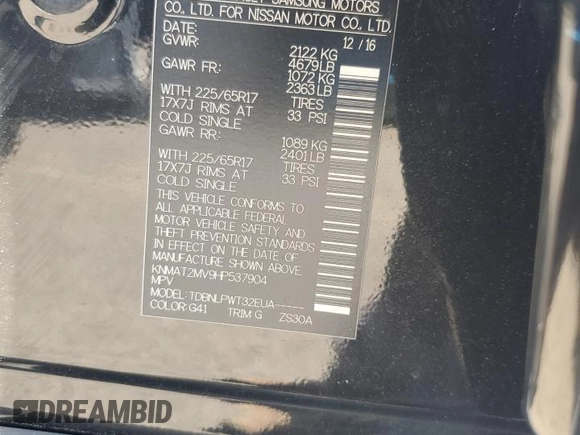 SAMSUNG MOTORS
CO., LTD. FOR NISSAN MOTOR CO., LTD.
DATE: 12 / 16
GVWR: 2122 KG
4679 LB
GAWR FR: 1072 KG
2363 LB
WITH 225/65R17 TIRES
17X7J RIMS AT 33 PSI
COLD SINGLE
GAWR RR: 1089 KG
2401 LB
WITH 225/65R17 TIRES
17X7J RIMS AT 33 PSI
COLD SINGLE
THIS VEHICLE CONFORMS TO
ALL APPLICABLE FEDERAL
MOTOR VEHICLE SAFETY AND
THEFT PREVENTION STANDARDS
IN EFFECT ON THE DATE OF
MANUFACTURE SHOWN ABOVE
KNMAT2MV9HP537904
MPV
MODEL: TDBNLPWT32EUA-----
COLOR: G41 TRIM: G ZS30A
DREAMBID